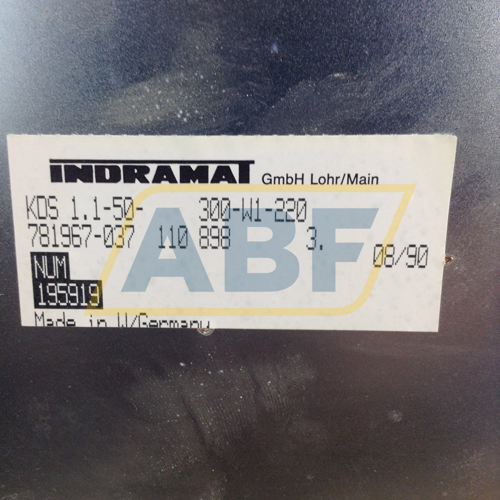 INDRAMAT GmbH Lohr/Main
KDS 1.1-50- 300-W1-220
781967-037 110 898 3. 08/90
NUM
195919
Made in W/Germany
ABF